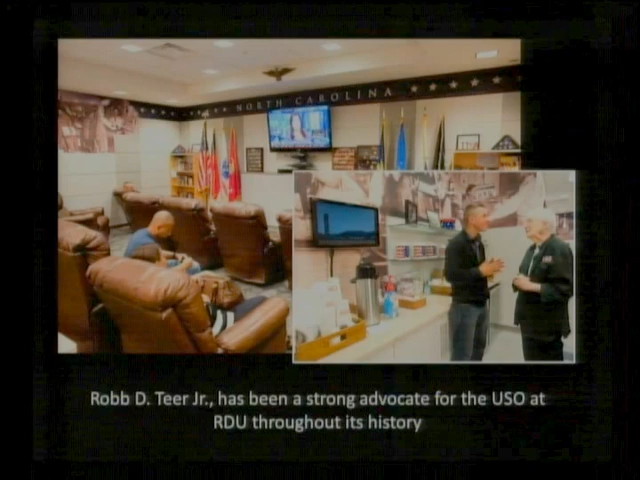 NORTH CAROLINA
Robb D. Teer Jr., has been a strong advocate for the USO at
RDU throughout its history